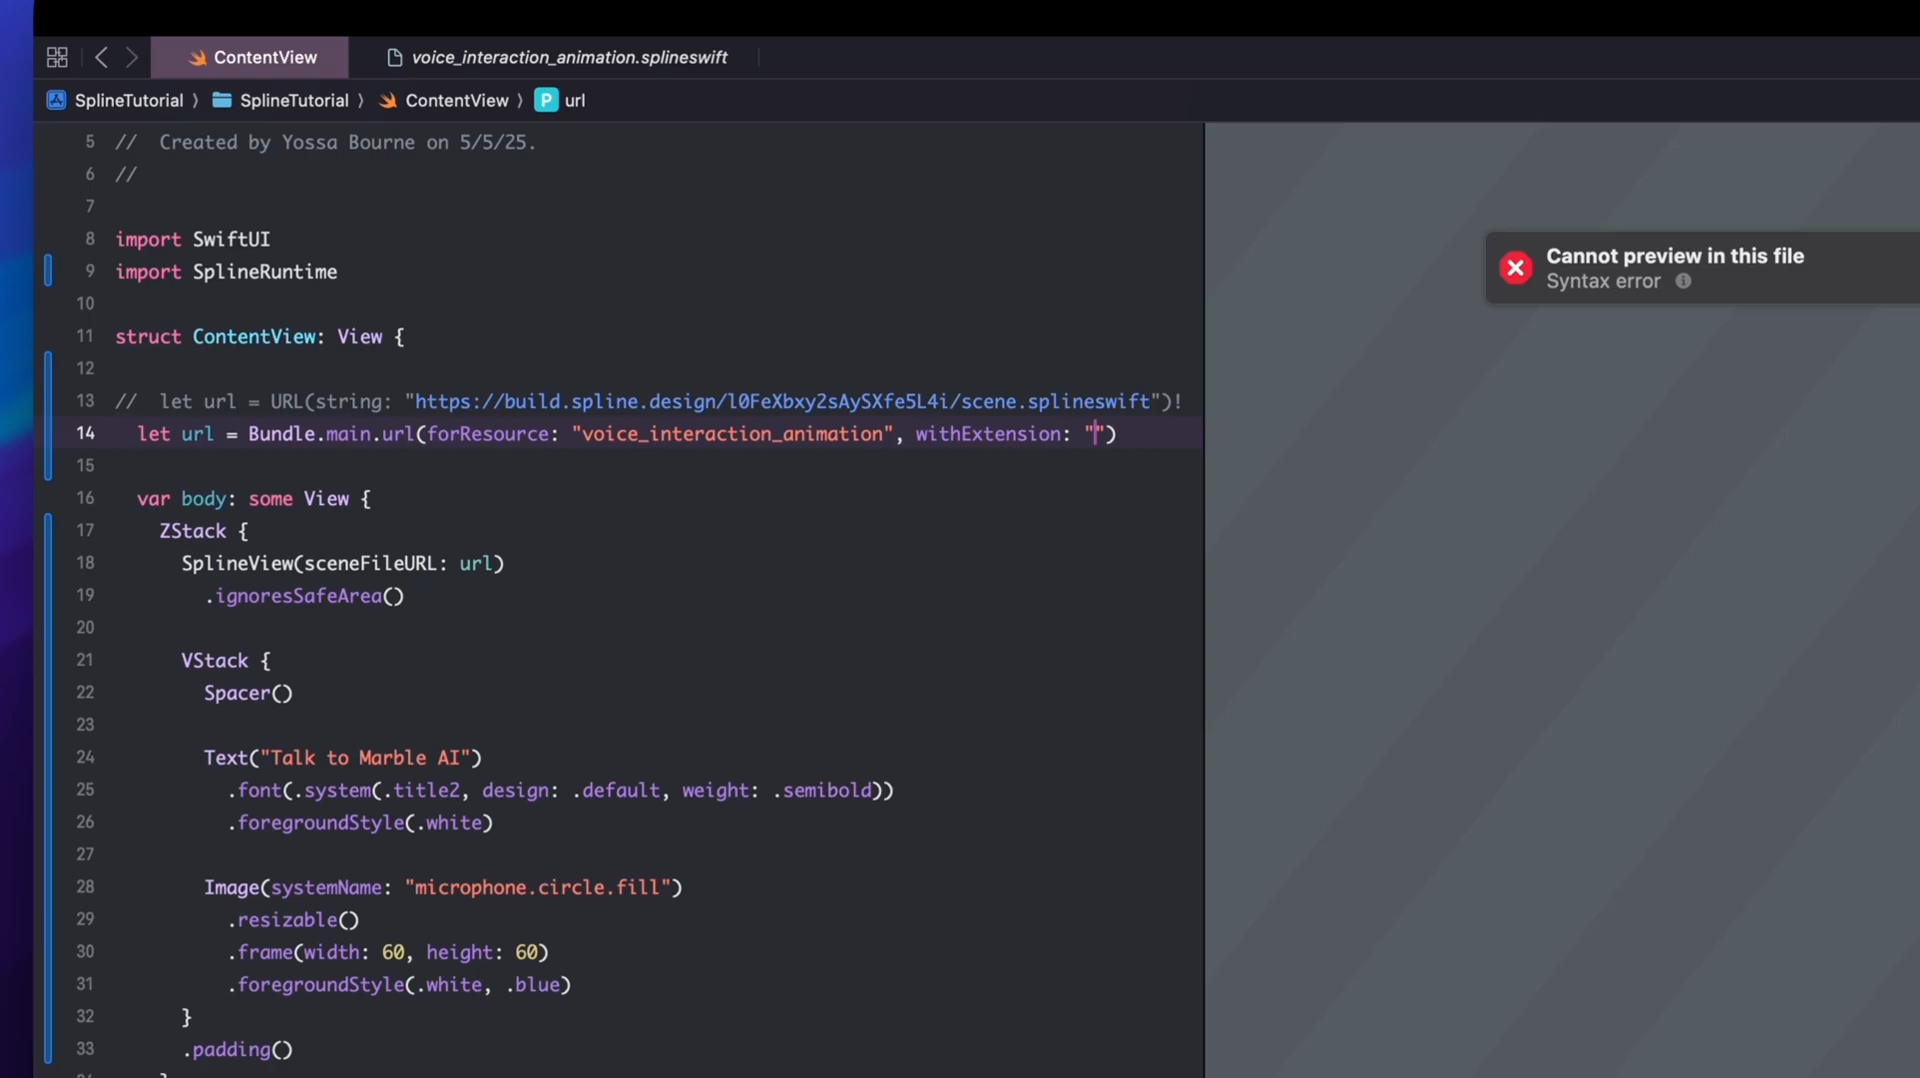 ContentView
voice_interaction_animation.splineswift
SplineTutorial 〉 SplineTutorial 〉 ContentView 〉 P url
5 //  Created by Yossa Bourne on 5/5/25.
6 //
7
8 import SwiftUI
9 import SplineRuntime
10
11 struct ContentView: View {
12
13 //  let url = URL(string: "https://build.spline.design/l0FeXbxy2sAySXfe5L4i/scene.splineswift")!
14   let url = Bundle.main.url(forResource: "voice_interaction_animation", withExtension: "")
15
16   var body: some View {
17     ZStack {
18       SplineView(sceneFileURL: url)
19         .ignoresSafeArea()
20
21       VStack {
22         Spacer()
23
24         Text("Talk to Marble AI")
25           .font(.system(.title2, design: .default, weight: .semibold))
26           .foregroundStyle(.white)
27
28         Image(systemName: "microphone.circle.fill")
29           .resizable()
30           .frame(width: 60, height: 60)
31           .foregroundStyle(.white, .blue)
32       }
33       .padding()
Cannot preview in this file
Syntax error